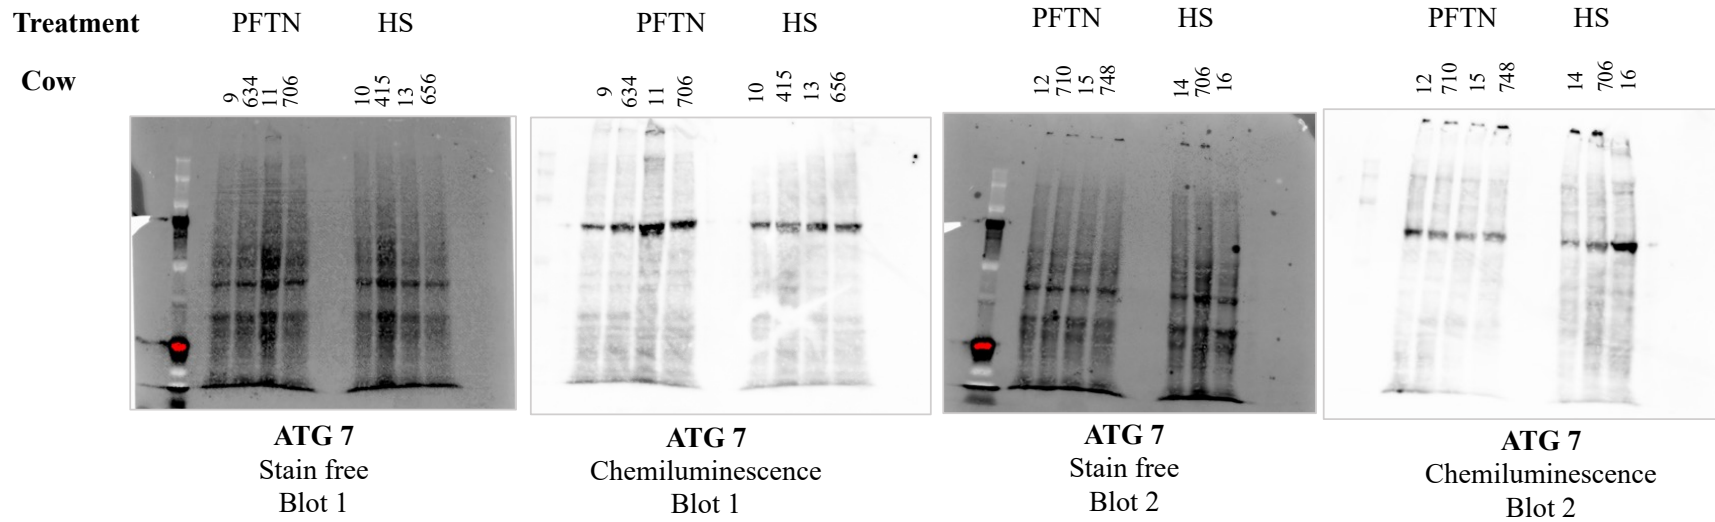 Treatment PFTN HS PFTN HS PFTN HS PFTN HS
Cow 9 634 11 706 10 415 13 656 9 634 11 706 10 415 13 656 12 710 15 748 14 706 16 12 710 15 748 14 706 16
ATG 7
Stain free
Blot 1
ATG 7
Chemiluminescence
Blot 1
ATG 7
Stain free
Blot 2
ATG 7
Chemiluminescence
Blot 2